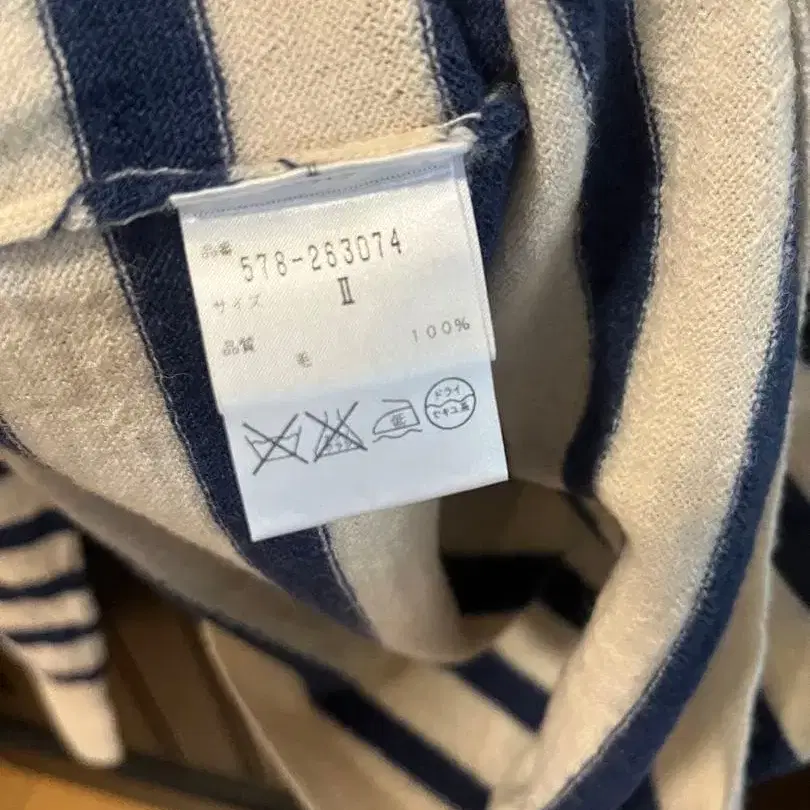 品番
578-263074
サイズ II
品質 毛 100%
低
ドライ
セキユ系